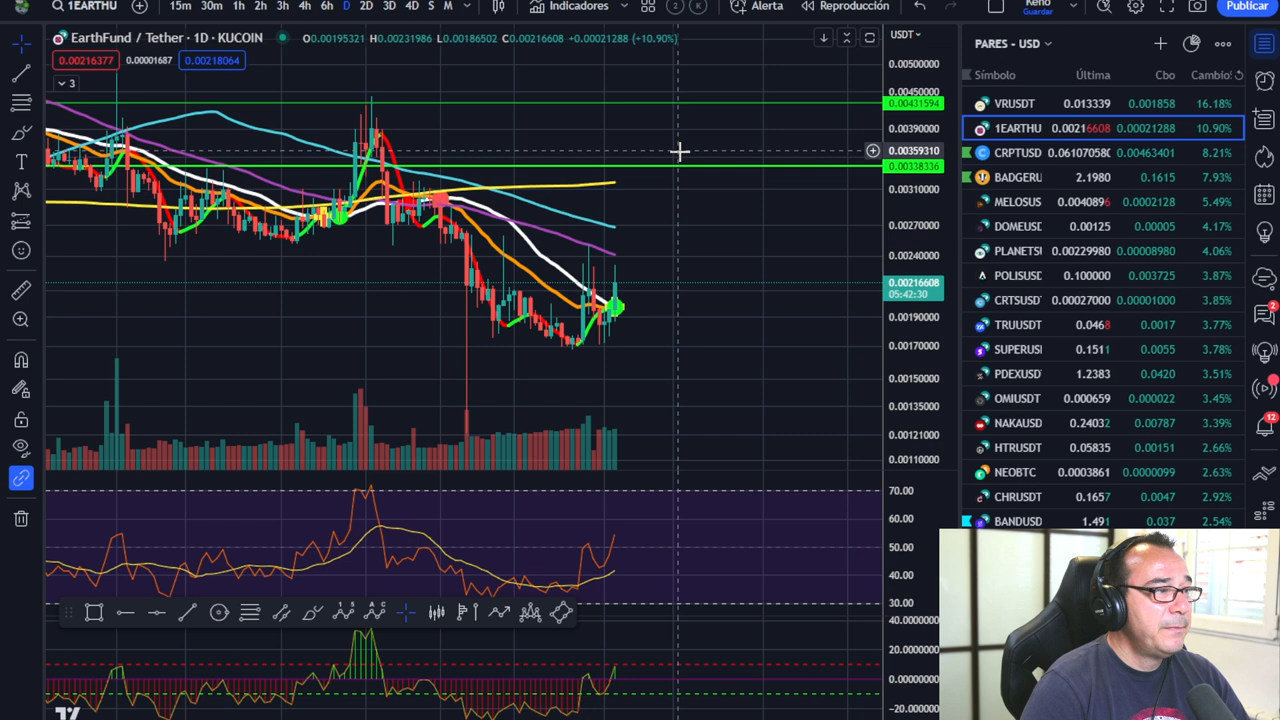 1EARTHU 15m 30m 1h 2h 3h 4h 6h D 2D 3D 4D S M Indicadores Alerta Reproducción Keno Publicar
Guardar
EarthFund / Tether · 1D · KUCOIN O0.00195321 H0.00231986 L0.00186502 C0.00216608 +0.00021288 (+10.90%)
0.00216377 0.00001687 0.00218064
3
USDT
0.00500000
0.00450000
0.00431594
0.00390000
0.00359310
0.00338336
0.00310000
0.00270000
0.00240000
0.00216608
05:42:30
0.00190000
0.00170000
0.00150000
0.00135000
0.00121000
0.00110000
70.00
60.00
50.00
40.00
30.00
40.0000000
20.0000000
0.00000000
-20.000000
PARES - USD
Símbolo Última Cbo Cambio
VRUSDT 0.013339 0.001858 16.18%
1EARTHU 0.00216608 0.00021288 10.90%
CRPTUSD 0.00463401 8.21%
BADGERU 2.1980 0.1615 7.93%
MELOSUS 0.0040896 0.0002128 5.49%
DOMEUSD 0.00125 0.00005 4.17%
PLANETS 0.00229980 0.00008980 4.06%
POLISUSD 0.100000 0.003725 3.87%
CRTSUSD 0.00027000 0.00001000 3.85%
TRUUSDT 0.0468 0.0017 3.77%
SUPERUSI 0.1511 0.0055 3.78%
PDEXUSD 1.2383 0.0420 3.51%
OMIUSDT 0.000659 0.000022 3.45%
NAKAUSD 0.24032 0.00787 3.39%
HTRUSDT 0.05835 0.00151 2.66%
NEOBTC 0.0003861 0.0000099 2.63%
CHRUSDT 0.1657 0.0047 2.92%
BANDUSD 1.491 0.037 2.54%
2
12